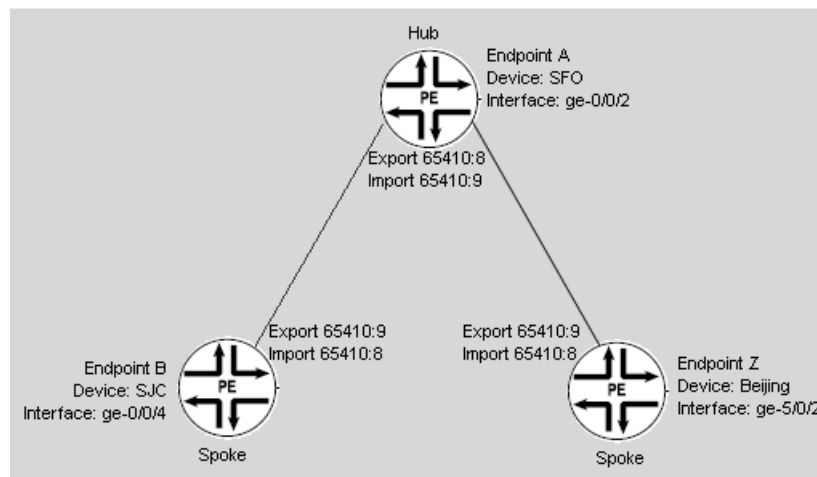 Hub
Endpoint A
Device: SFO
Interface: ge-0/0/2
PE
Export 65410:8
Import 65410:9
Export 65410:9
Import 65410:8
Endpoint B
Device: SJC
Interface: ge-0/0/4
PE
Spoke
Export 65410:9
Import 65410:8
Endpoint Z
Device: Beijing
Interface: ge-5/0/2
PE
Spoke